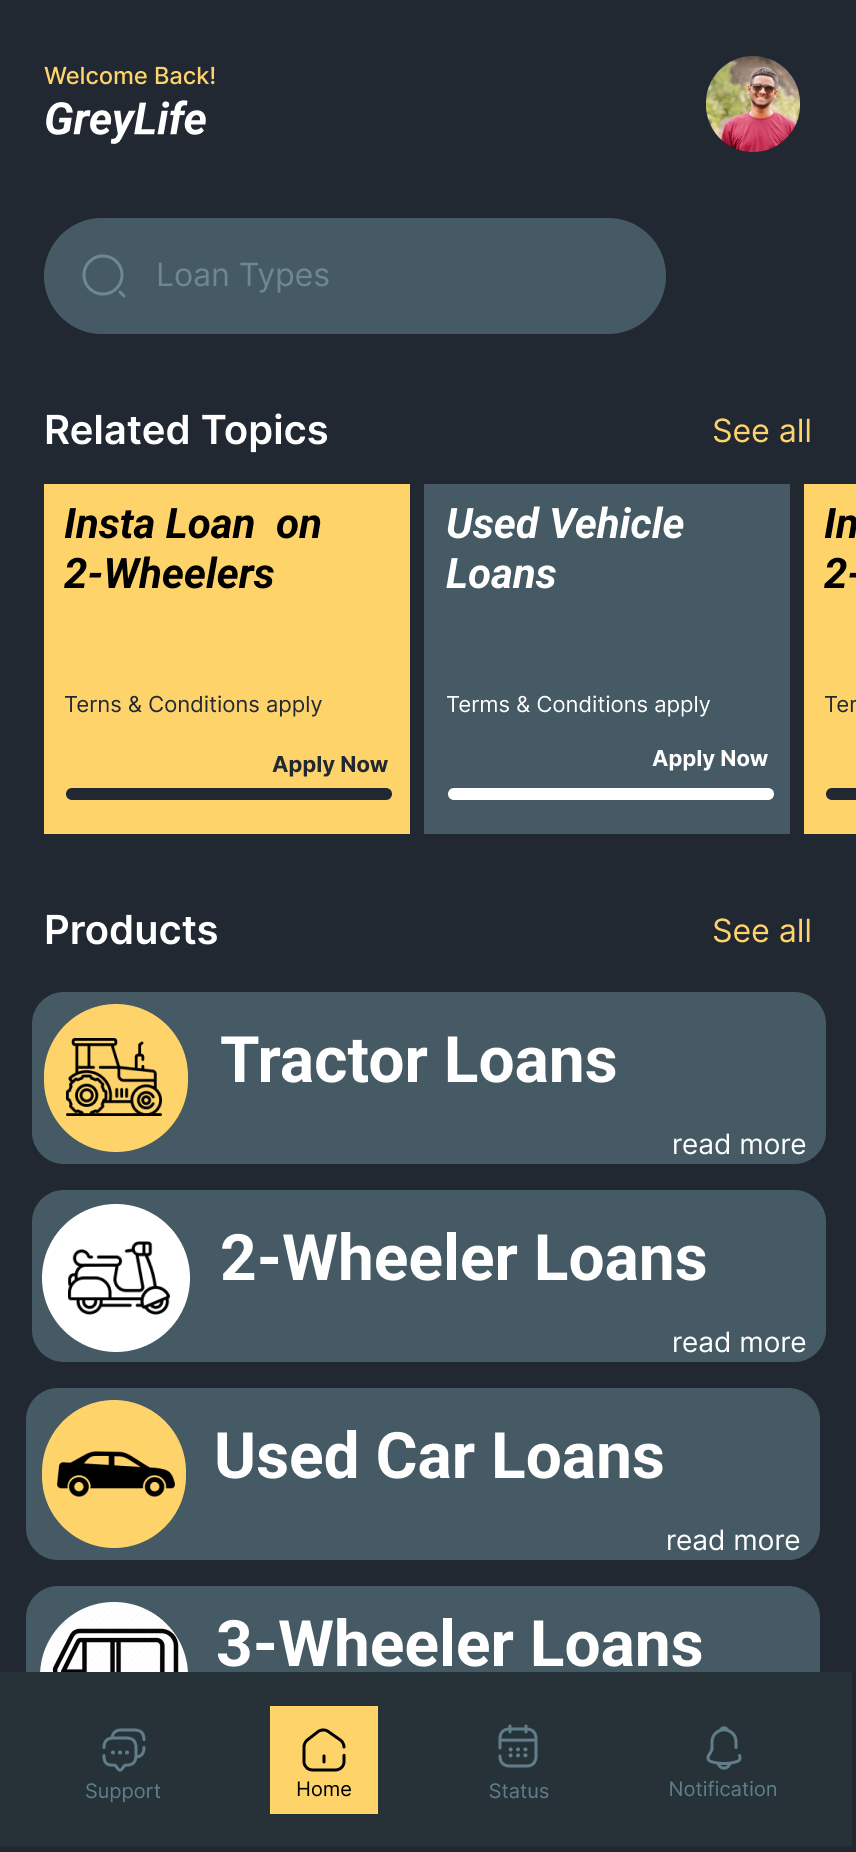 Welcome Back!
GreyLife
Loan Types
Related Topics
See all
Insta Loan on
2-Wheelers
Terns & Conditions apply
Apply Now
Used Vehicle
Loans
Terms & Conditions apply
Apply Now
In
2-
Ter
Products
See all
Tractor Loans
read more
2-Wheeler Loans
read more
Used Car Loans
read more
3-Wheeler Loans
Support
Home
Status
Notification